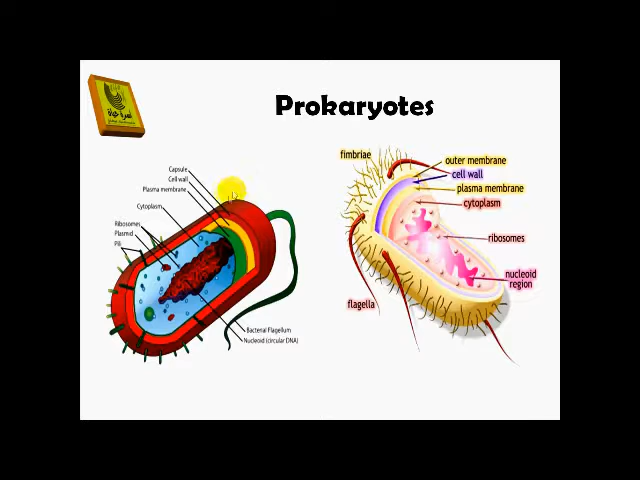 Prokaryotes
Capsule
Cell wall
Plasma membrane
Cytoplasm
Ribosomes
Plasmid
Pili
Bacterial Flagellum
Nucleoid (circular DNA)
fimbriae
outer membrane
cell wall
plasma membrane
cytoplasm
ribosomes
nucleoid
region
flagella